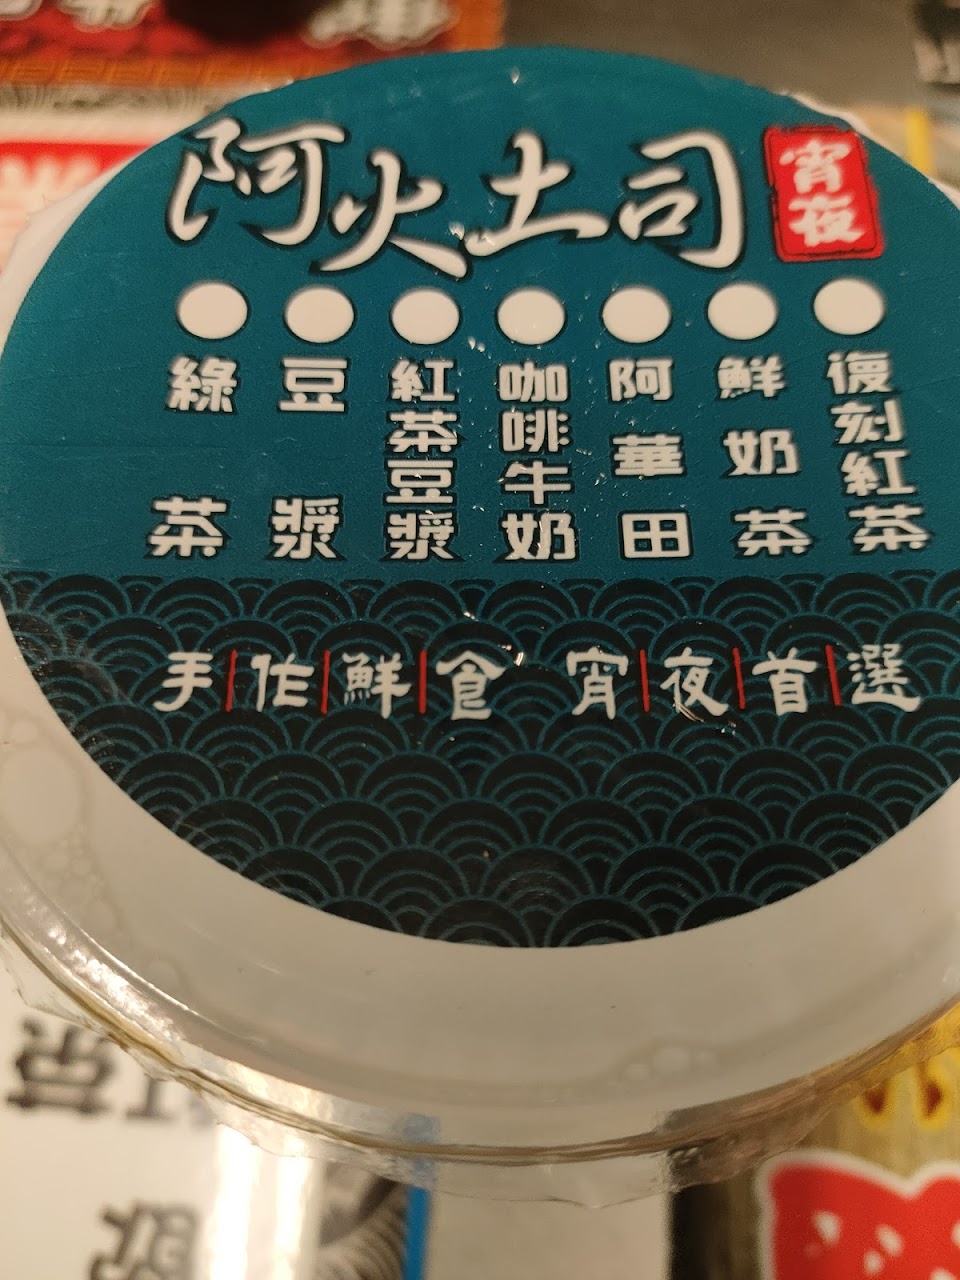 阿火土司
宵夜
綠茶
豆漿
紅茶豆漿
咖啡牛奶
阿華田
鮮奶茶
復刻紅茶
手|作|鮮|食 宵|夜|首|選